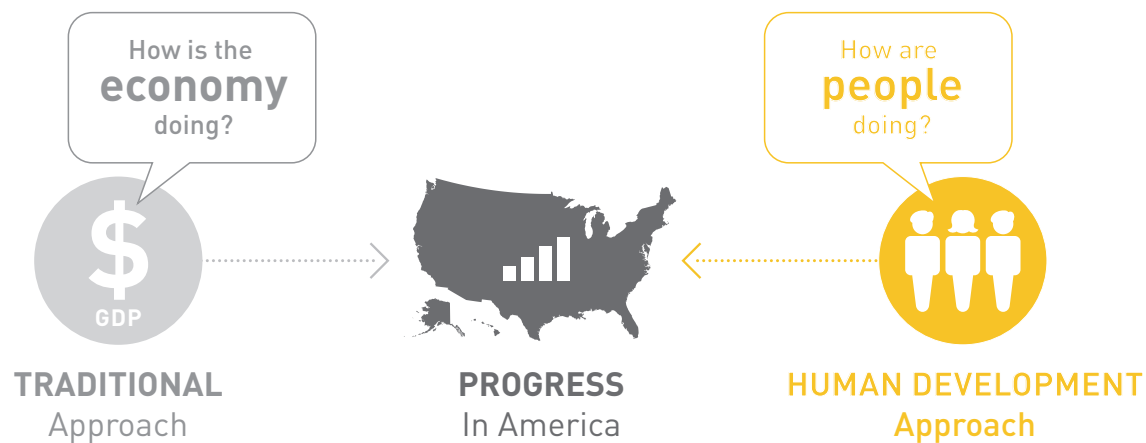 How is the
economy
doing?
$
GDP
TRADITIONAL
Approach
PROGRESS
In America
How are
people
doing?
HUMAN DEVELOPMENT
Approach